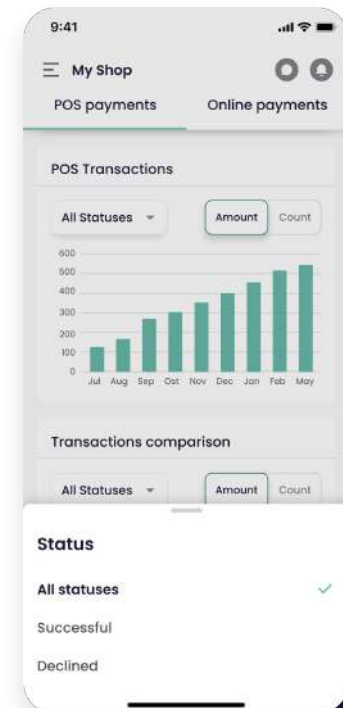 9:41
My Shop
POS payments Online payments
POS Transactions
All Statuses Amount Count
600
500
400
300
200
100
0
Jul Aug Sep Ost Nov Dec Jan Feb May
Transactions comparison
All Statuses Amount Count
Status
All statuses
Successful
Declined